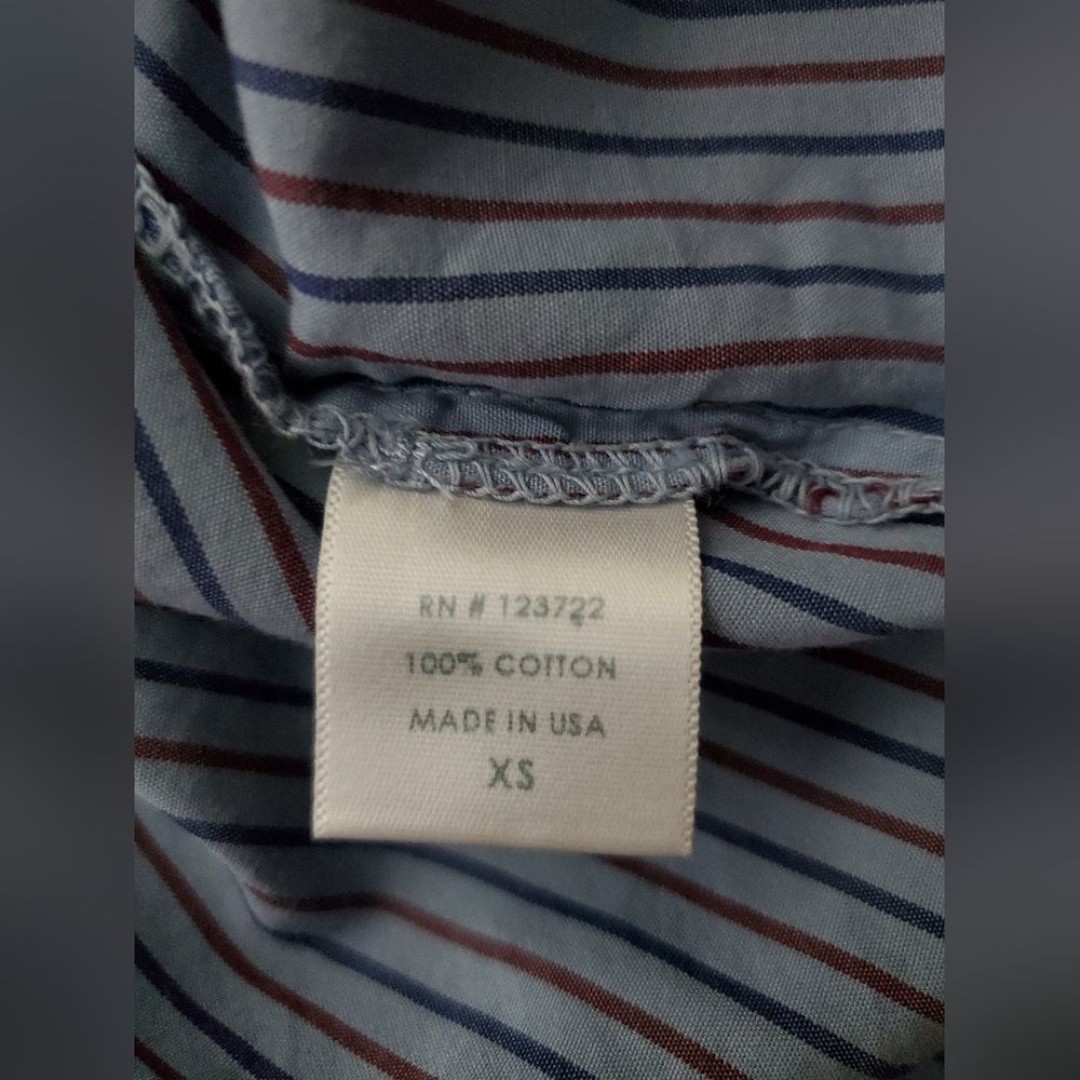 RN # 123722
100% COTTON
MADE IN USA
XS